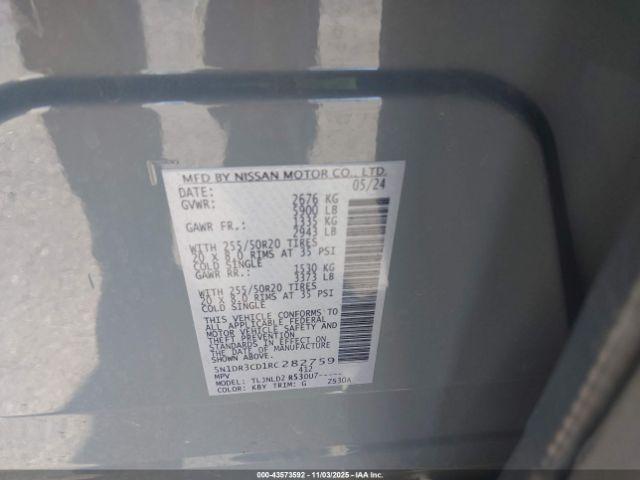 MFD BY NISSAN MOTOR CO., LTD.
DATE: 05/24
GVWR: 2676 KG
5900 LB
GAWR FR.: 1335 KG
2943 LB
WITH 255/50R20 TIRES
20 X 8.0 RIMS AT 35 PSI
COLD SINGLE
GAWR RR.: 1530 KG
3373 LB
WITH 255/50R20 TIRES
20 X 8.0 RIMS AT 35 PSI
COLD SINGLE
THIS VEHICLE CONFORMS TO
ALL APPLICABLE FEDERAL
MOTOR VEHICLE SAFETY AND
THEFT PREVENTION
STANDARDS IN EFFECT ON
THE DATE OF MANUFACTURE
SHOWN ABOVE.
5N1DR3CD1RC282759
MPV 412
MODEL: TLJNLD2 R530U7-----
COLOR: KBY TRIM: G Z530A
000-43573592 - 11/03/2025 - IAA